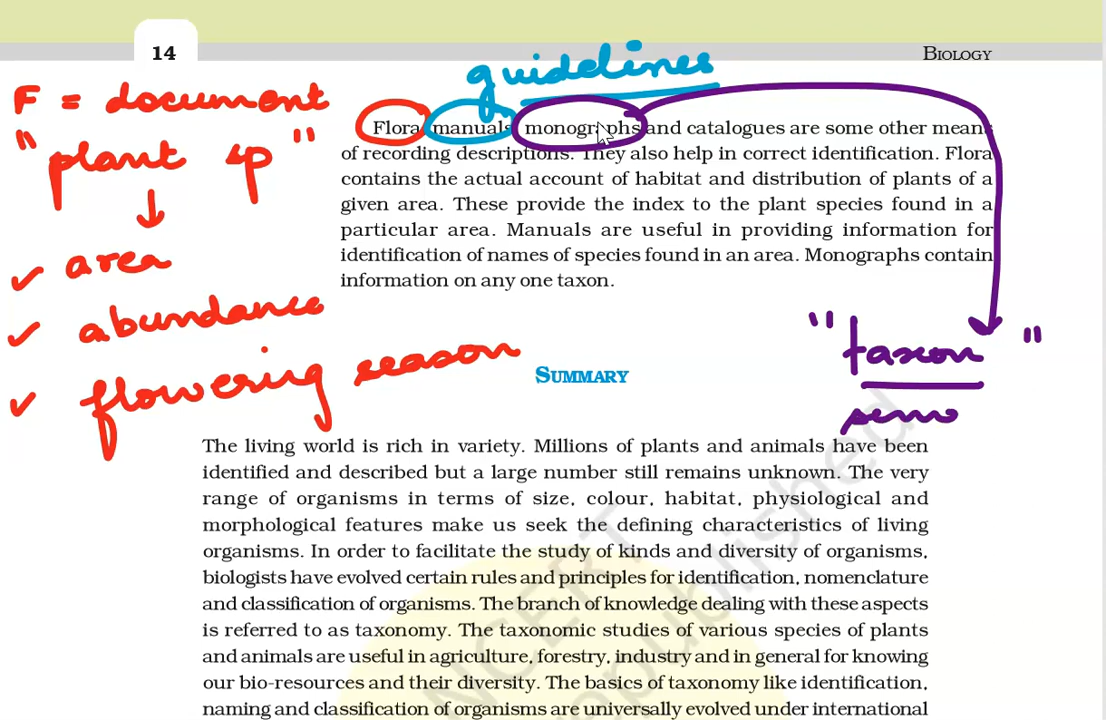 14
BIOLOGY
guidelines
F = document
"plant sp"
↓
✓ area
✓ abundance
✓ flowering season
Flora, manuals, monographs and catalogues are some other means
of recording descriptions. They also help in correct identification. Flora
contains the actual account of habitat and distribution of plants of a
given area. These provide the index to the plant species found in a
particular area. Manuals are useful in providing information for
identification of names of species found in an area. Monographs contain
information on any one taxon.
"taxon"
SUMMARY
The living world is rich in variety. Millions of plants and animals have been
identified and described but a large number still remains unknown. The very
range of organisms in terms of size, colour, habitat, physiological and
morphological features make us seek the defining characteristics of living
organisms. In order to facilitate the study of kinds and diversity of organisms,
biologists have evolved certain rules and principles for identification, nomenclature
and classification of organisms. The branch of knowledge dealing with these aspects
is referred to as taxonomy. The taxonomic studies of various species of plants
and animals are useful in agriculture, forestry, industry and in general for knowing
our bio-resources and their diversity. The basics of taxonomy like identification,
naming and classification of organisms are universally evolved under international
NCERT
republished